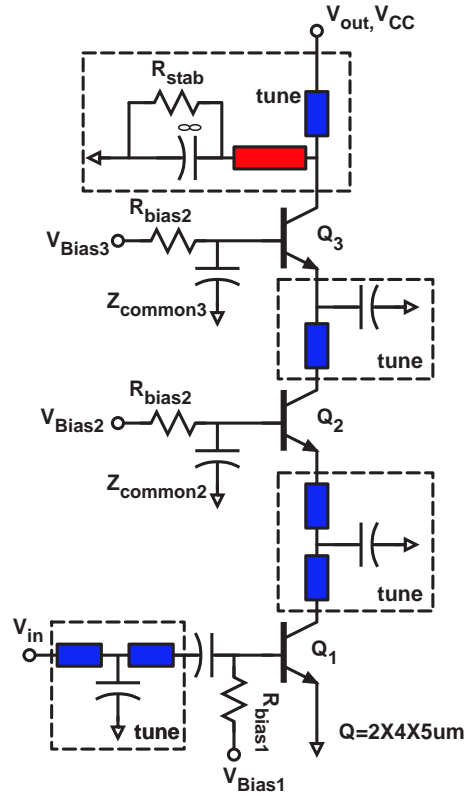 V_out,V_CC
R_stab
∞
tune
R_bias2
V_Bias3
Q_3
Z_common3
tune
R_bias2
V_Bias2
Q_2
Z_common2
tune
V_in
Q_1
tune
R_bias1
Q=2X4X5um
V_Bias1